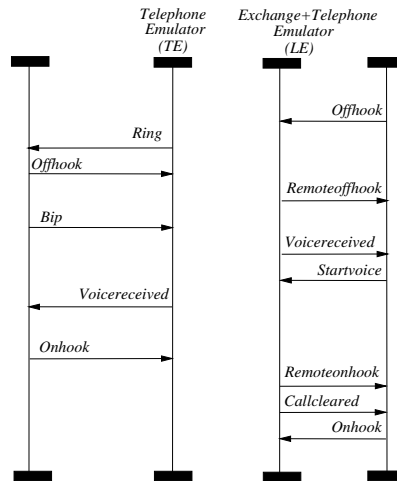 Telephone
Emulator
(TE)
Exchange+Telephone
Emulator
(LE)
Offhook
Ring
Offhook
Remoteoffhook
Bip
Voicereceived
Startvoice
Voicereceived
Onhook
Remoteonhook
Callcleared
Onhook